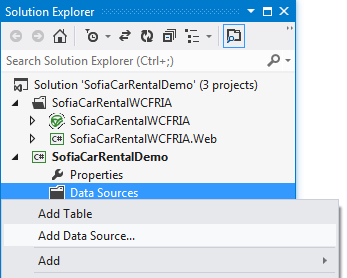 Solution Explorer
Search Solution Explorer (Ctrl+;)
Solution 'SofiaCarRentalDemo' (3 projects)
SofiaCarRentalWCFRIA
SofiaCarRentalWCFRIA
C# SofiaCarRentalWCFRIA.Web
C# SofiaCarRentalDemo
Properties
Data Sources
Add Table
Add Data Source...
Add